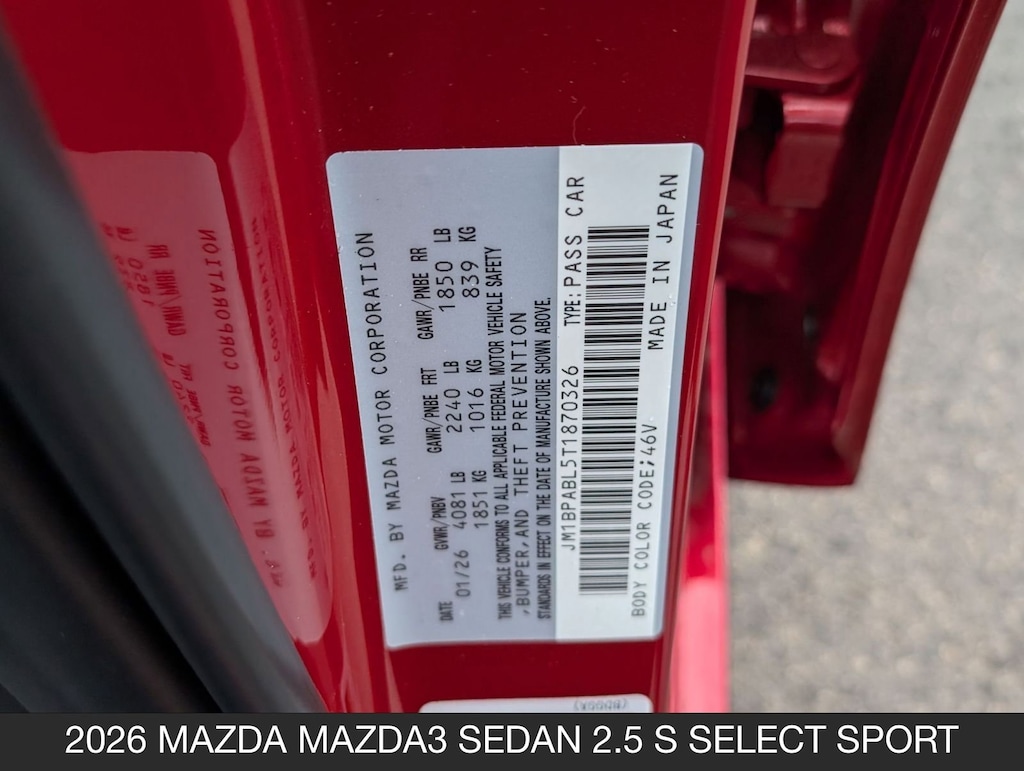 MFD. BY MAZDA MOTOR CORPORATION
DATE GVWR/PNBV GAWR/PNBE FRT GAWR/PNBE RR
01/26 4081 LB 2240 LB 1850 LB
1851 KG 1016 KG 839 KG
THIS VEHICLE CONFORMS TO ALL APPLICABLE FEDERAL MOTOR VEHICLE SAFETY
,BUMPER,AND THEFT PREVENTION
STANDARDS IN EFFECT ON THE DATE OF MANUFACTURE SHOWN ABOVE.
JM1BPABL5T1870326 TYPE:PASS CAR
BODY COLOR CODE;46V MADE IN JAPAN
2026 MAZDA MAZDA3 SEDAN 2.5 S SELECT SPORT